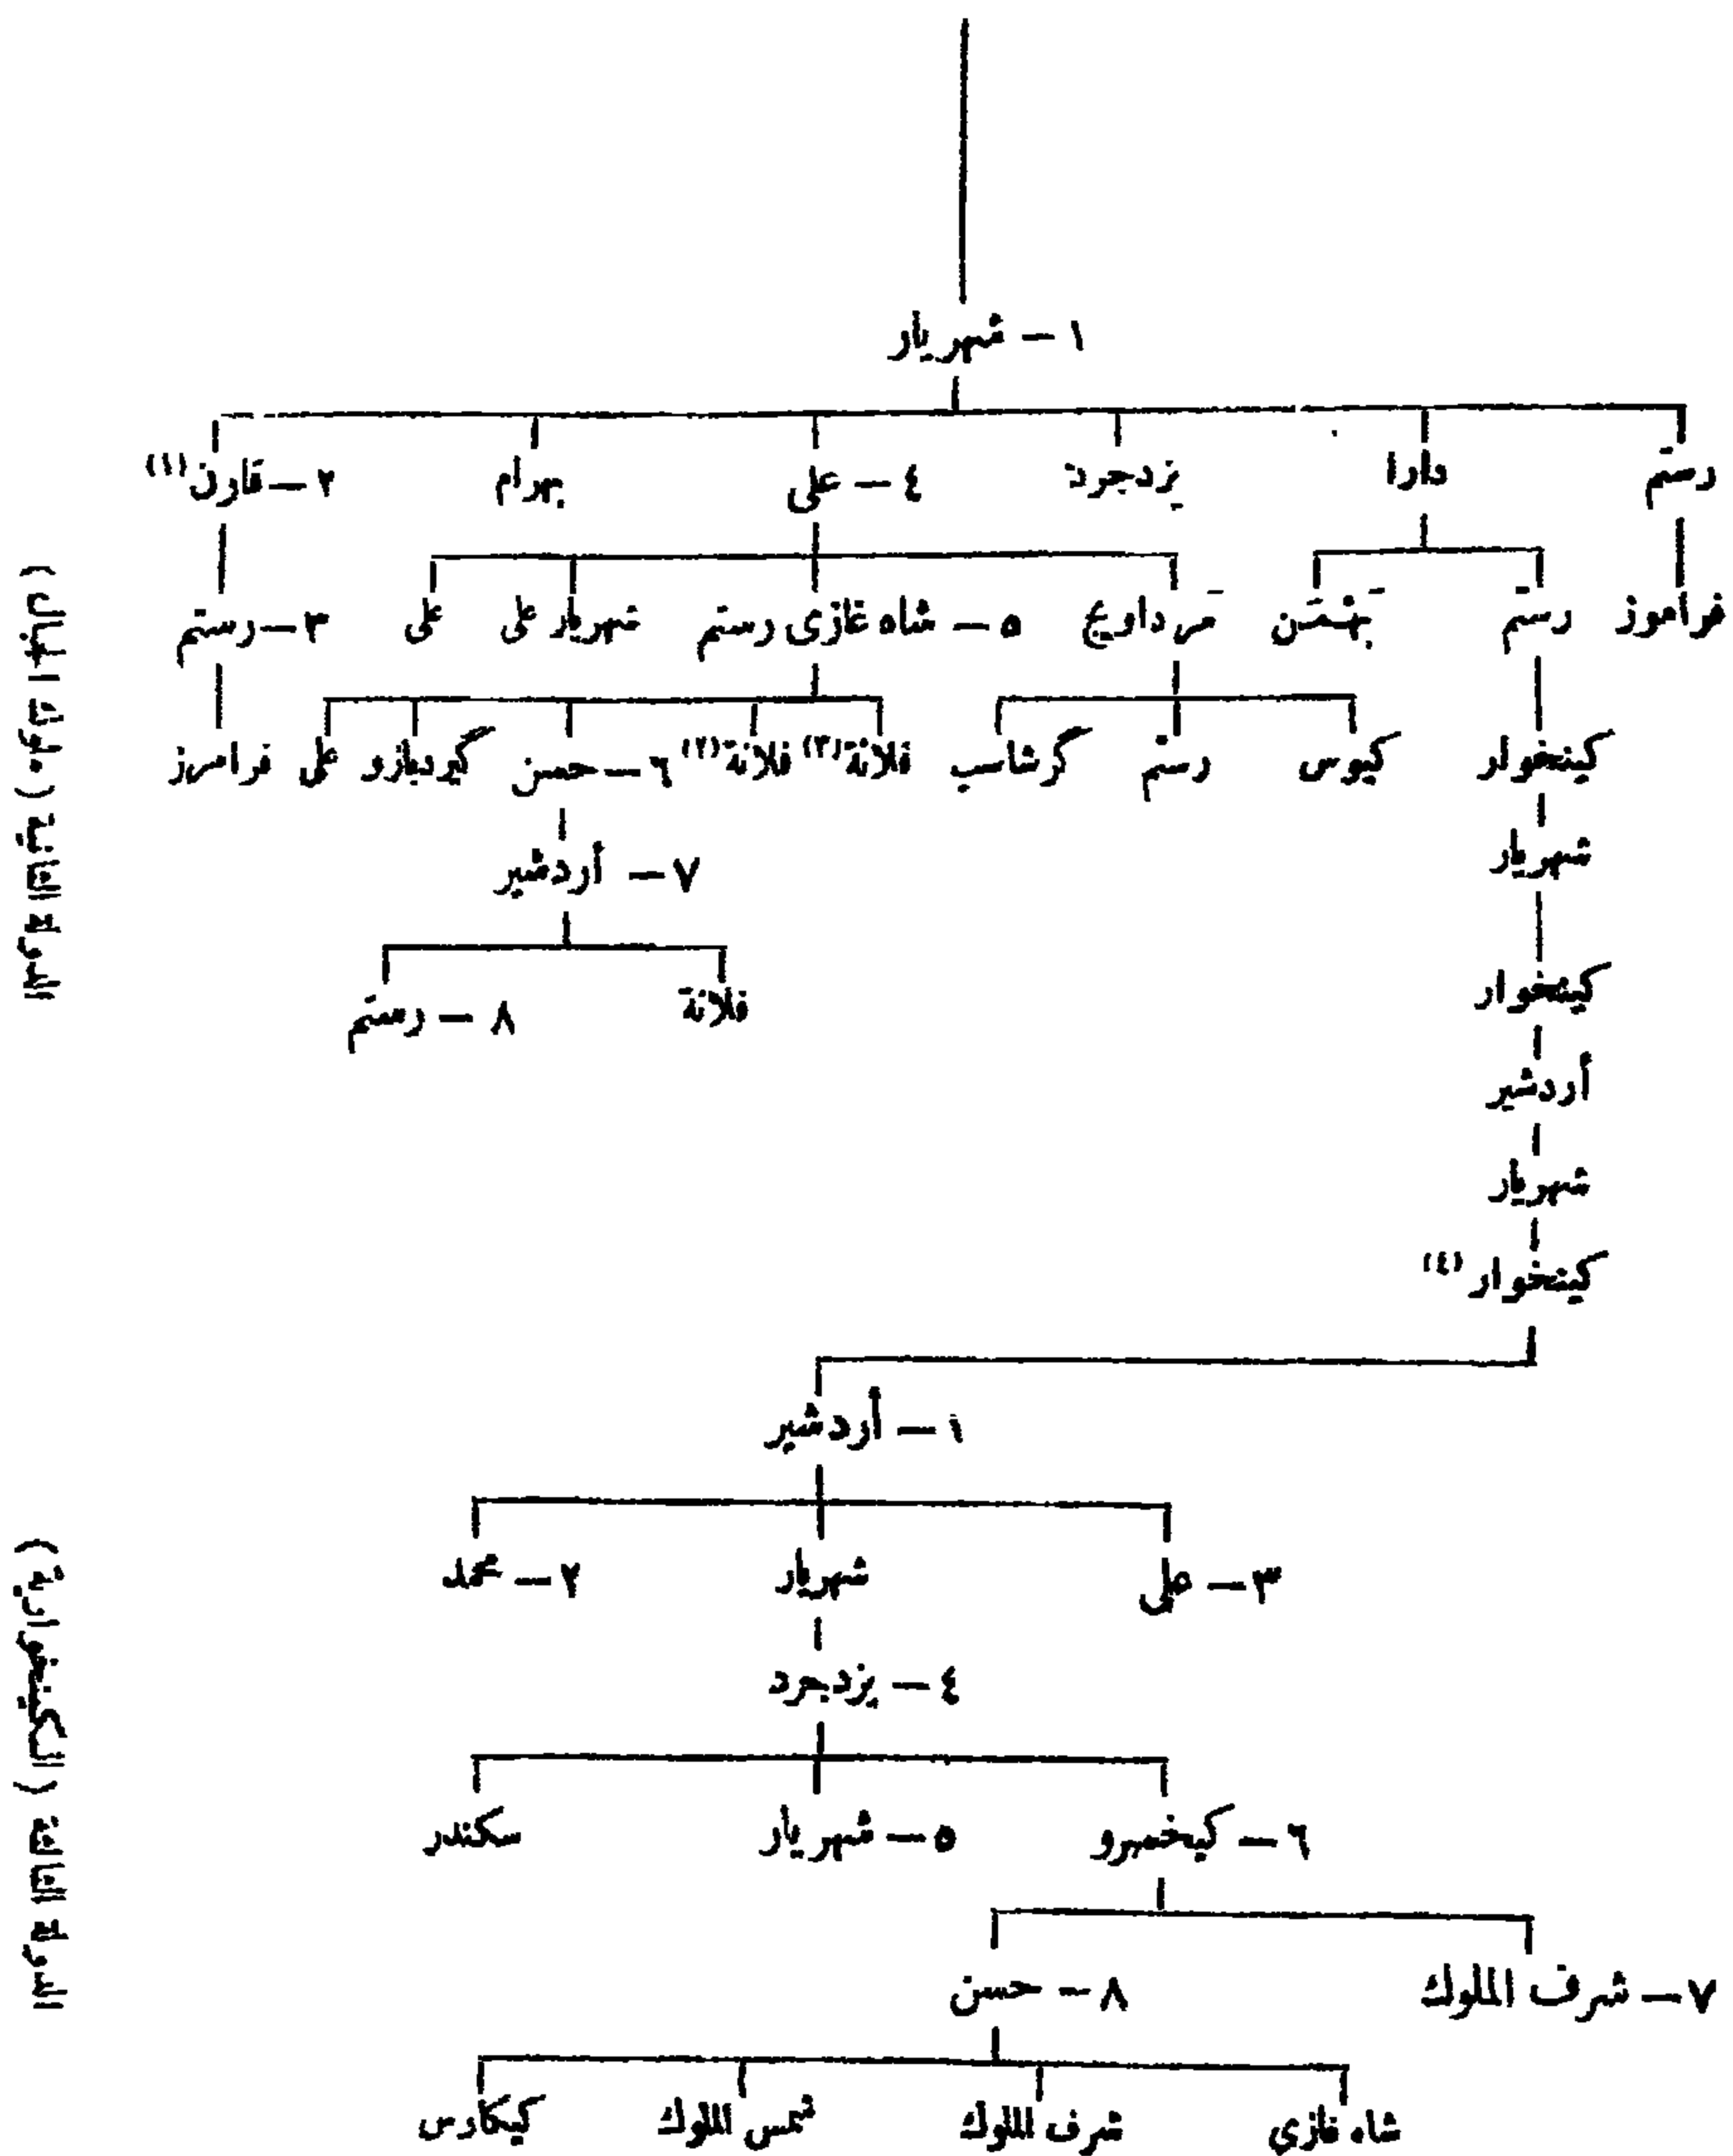 ١ – شهريار
رستم دارا يزدجرد ٤ – على بهرام ٢ – قارن (١)
فراموز رستم بَهْمَن مَرداويج ٥ – شاه غازى رستم شهريار على على ٣ – رستم
كينخوار كيوس رستم گرشاسب فلانة (٣) فلانة (٢) ٦ – حسن گردبازو على فرامرز
شهريار
٧ – أردشير
كينخوار
فلانة ٨ – رستم
أردشير
شهريار
كينخوار (٤)
١ – أردشير
٣ – على شهريار ٢ – محمد
٤ – يزدجرد
٦ – كيخسرو ٥ – شهريار سكندر
٧ – شرف الملوك ٨ – حسن
شاه غازى شرف الملوك شمس الملوك كيكاوس
الدولة الثانية (ملوك الجبال)
الدولة الثالثة (الكينخوارية)